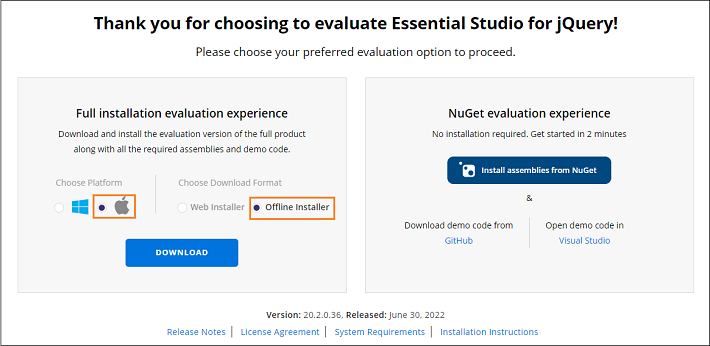 Thank you for choosing to evaluate Essential Studio for jQuery!
Please choose your preferred evaluation option to proceed.
Full installation evaluation experience
Download and install the evaluation version of the full product
along with all the required assemblies and demo code.
Choose Platform
Choose Download Format
Web Installer
Offline Installer
DOWNLOAD
NuGet evaluation experience
No installation required. Get started in 2 minutes
Install assemblies from NuGet
&
Download demo code from
GitHub
Open demo code in
Visual Studio
Version: 20.2.0.36, Released: June 30, 2022
Release Notes | License Agreement | System Requirements | Installation Instructions